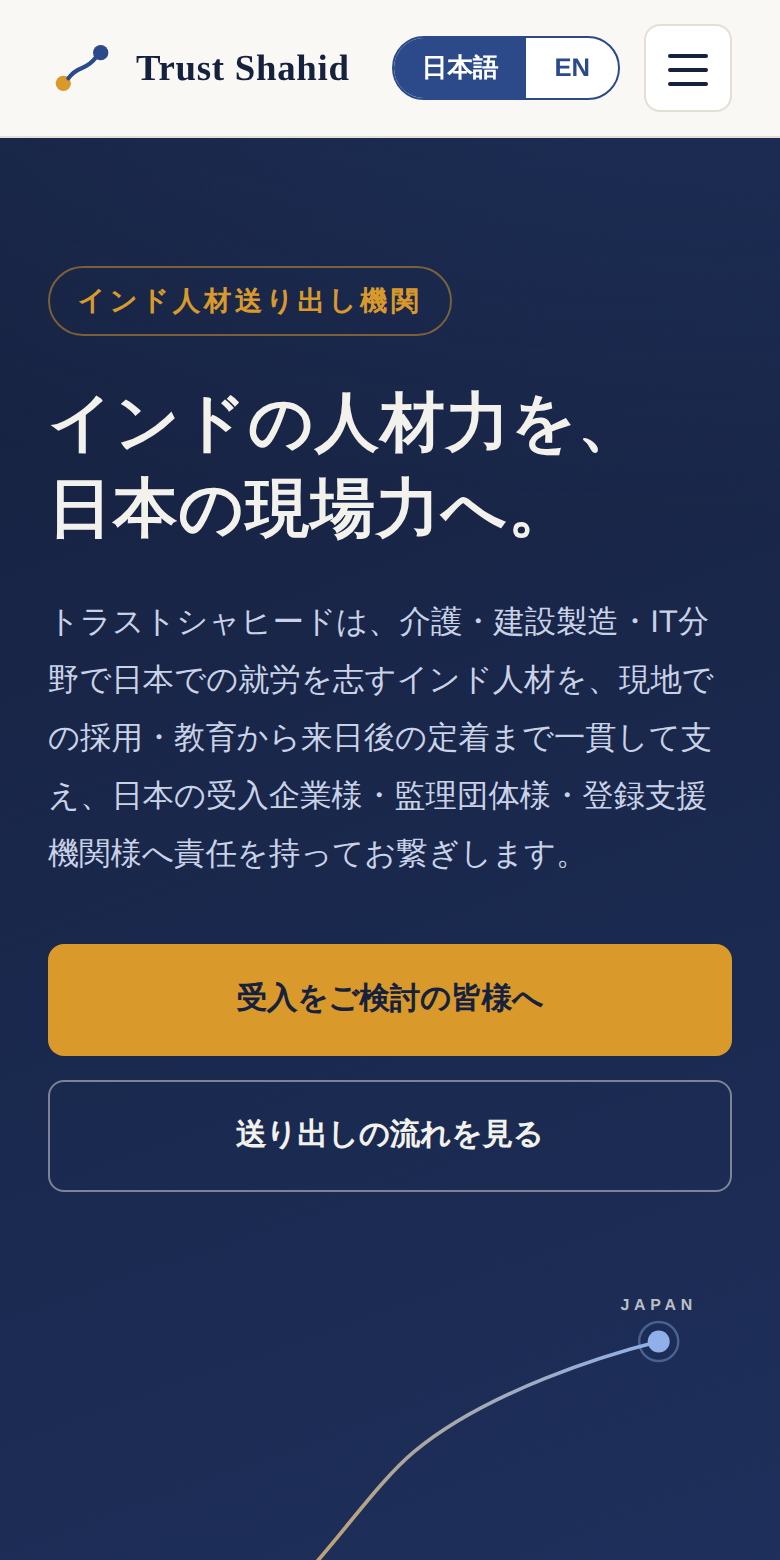 Trust Shahid
日本語
EN
インド人材送り出し機関
インドの人材力を、
日本の現場力へ。
トラストシャヒードは、介護・建設製造・IT分
野で日本での就労を志すインド人材を、現地で
の採用・教育から来日後の定着まで一貫して支
え、日本の受入企業様・監理団体様・登録支援
機関様へ責任を持ってお繋ぎします。
受入をご検討の皆様へ
送り出しの流れを見る
JAPAN